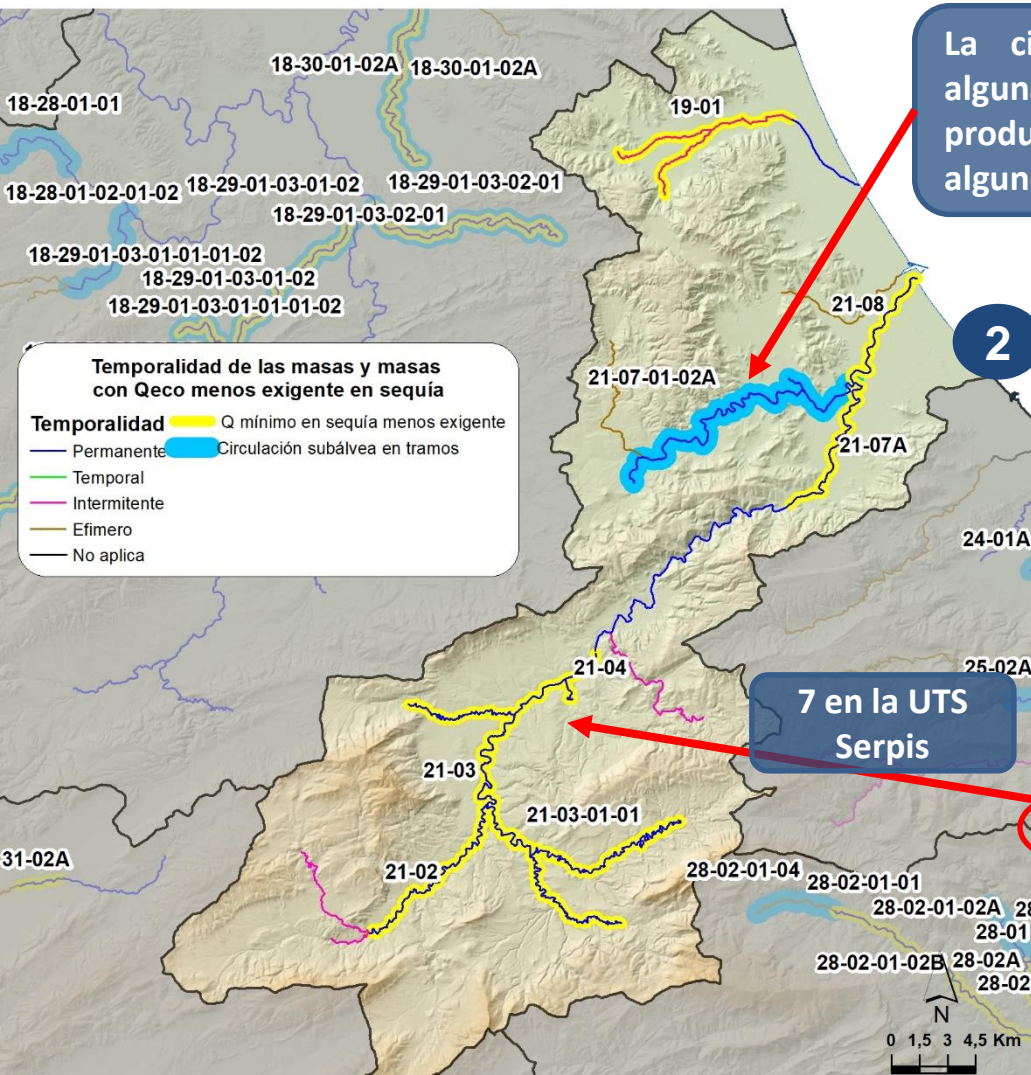 18-30-01-02A 18-30-01-02A
18-28-01-01
19-01
La
alguna
18-28-01-02-01-02 18-29-01-03-01-02 18-29-01-03-02-01
18-29-01-03-02-01
18-29-01-03-01-01-01-02
18-29-01-03-01-02
18-29-01-03-01-01-01-02
21-08
2
Temporalidad de las masas y masas
con Qeco menos exigente en sequía
Temporalidad
Q mínimo en sequía menos exigente
Permanente
Circulación subálvea en tramos
Temporal
Intermitente
Efimero
No aplica
21-07-01-02A
21-07A
24-01A
21-04
25-02A
7 en la UTS
Serpis
21-03
21-03-01-01
31-02A
21-02
28-02-01-04
28-02-01-01
28-02-01-02A
28-01
28-02-01-02B
28-02A
28-02
N
0 1,5 3 4,5 Km